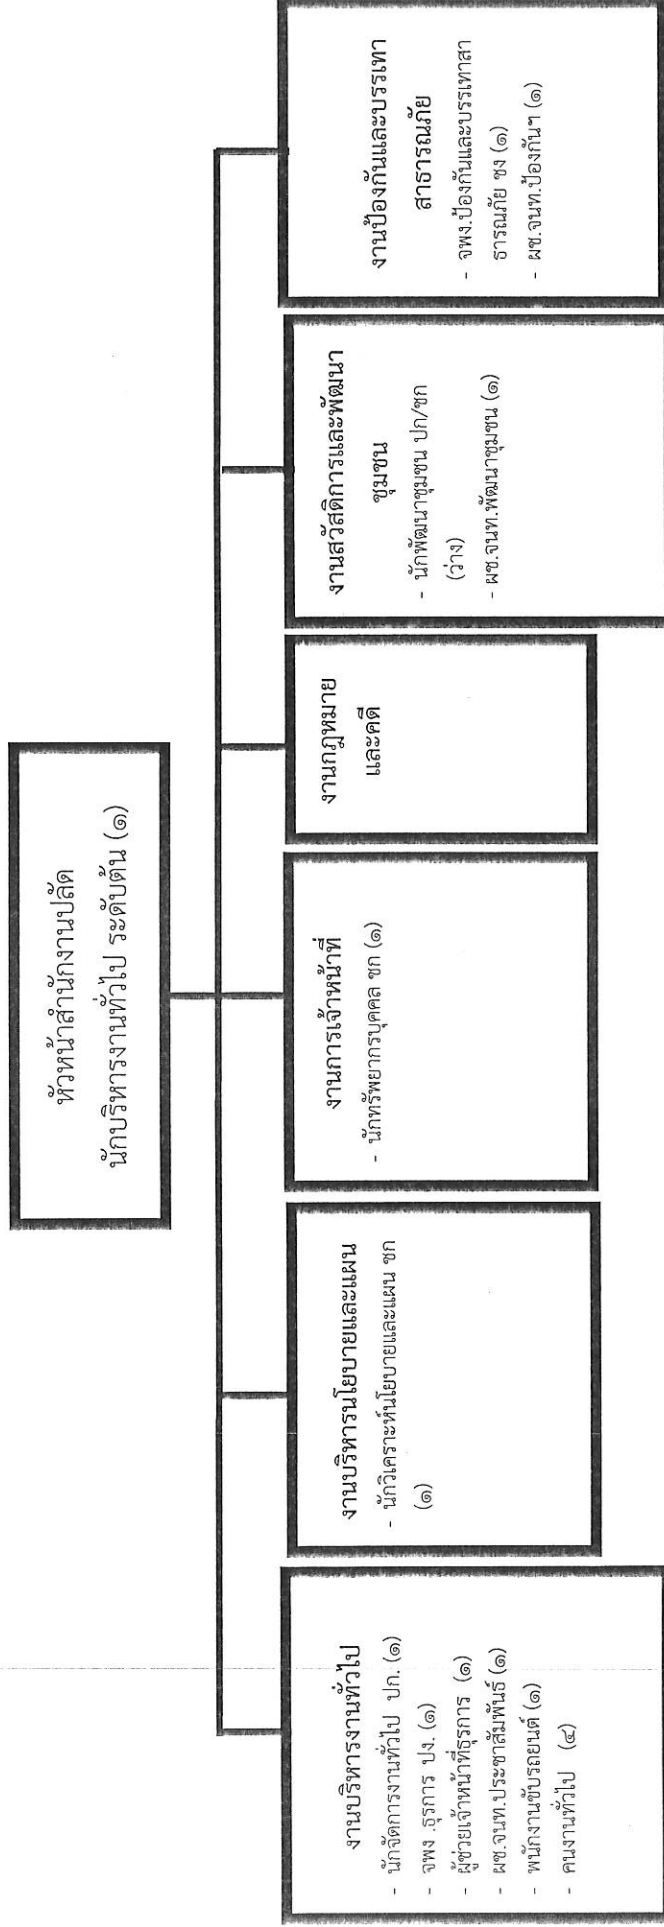 หัวหน้าสำนักงานปลัด
นักบริหารงานทั่วไป ระดับต้น (๑)
งานบริหารงานทั่วไป
- นักจัดการงานทั่วไป ปก. (๑)
- จพง .ธุรการ ปง. (๑)
- ผู้ช่วยเจ้าหน้าที่ธุรการ (๑)
- ผช.จนท.ประชาสัมพันธ์ (๑)
- พนักงานขับรถยนต์ (๑)
- คนงานทั่วไป (๔)
งานบริหารนโยบายและแผน
- นักวิเคราะห์นโยบายและแผน ชก
(๑)
งานการเจ้าหน้าที่
- นักทรัพยากรบุคคล ชก (๑)
งานกฎหมาย
และคดี
งานสวัสดิการและพัฒนา
ชุมชน
- นักพัฒนาชุมชน ปก/ชก
(ว่าง)
- ผช.จนท.พัฒนาชุมชน (๑)
งานป้องกันและบรรเทา
สาธารณภัย
- จพง.ป้องกันและบรรเทาสา
ธารณภัย ชง (๑)
- ผช.จนท.ป้องกันฯ (๑)